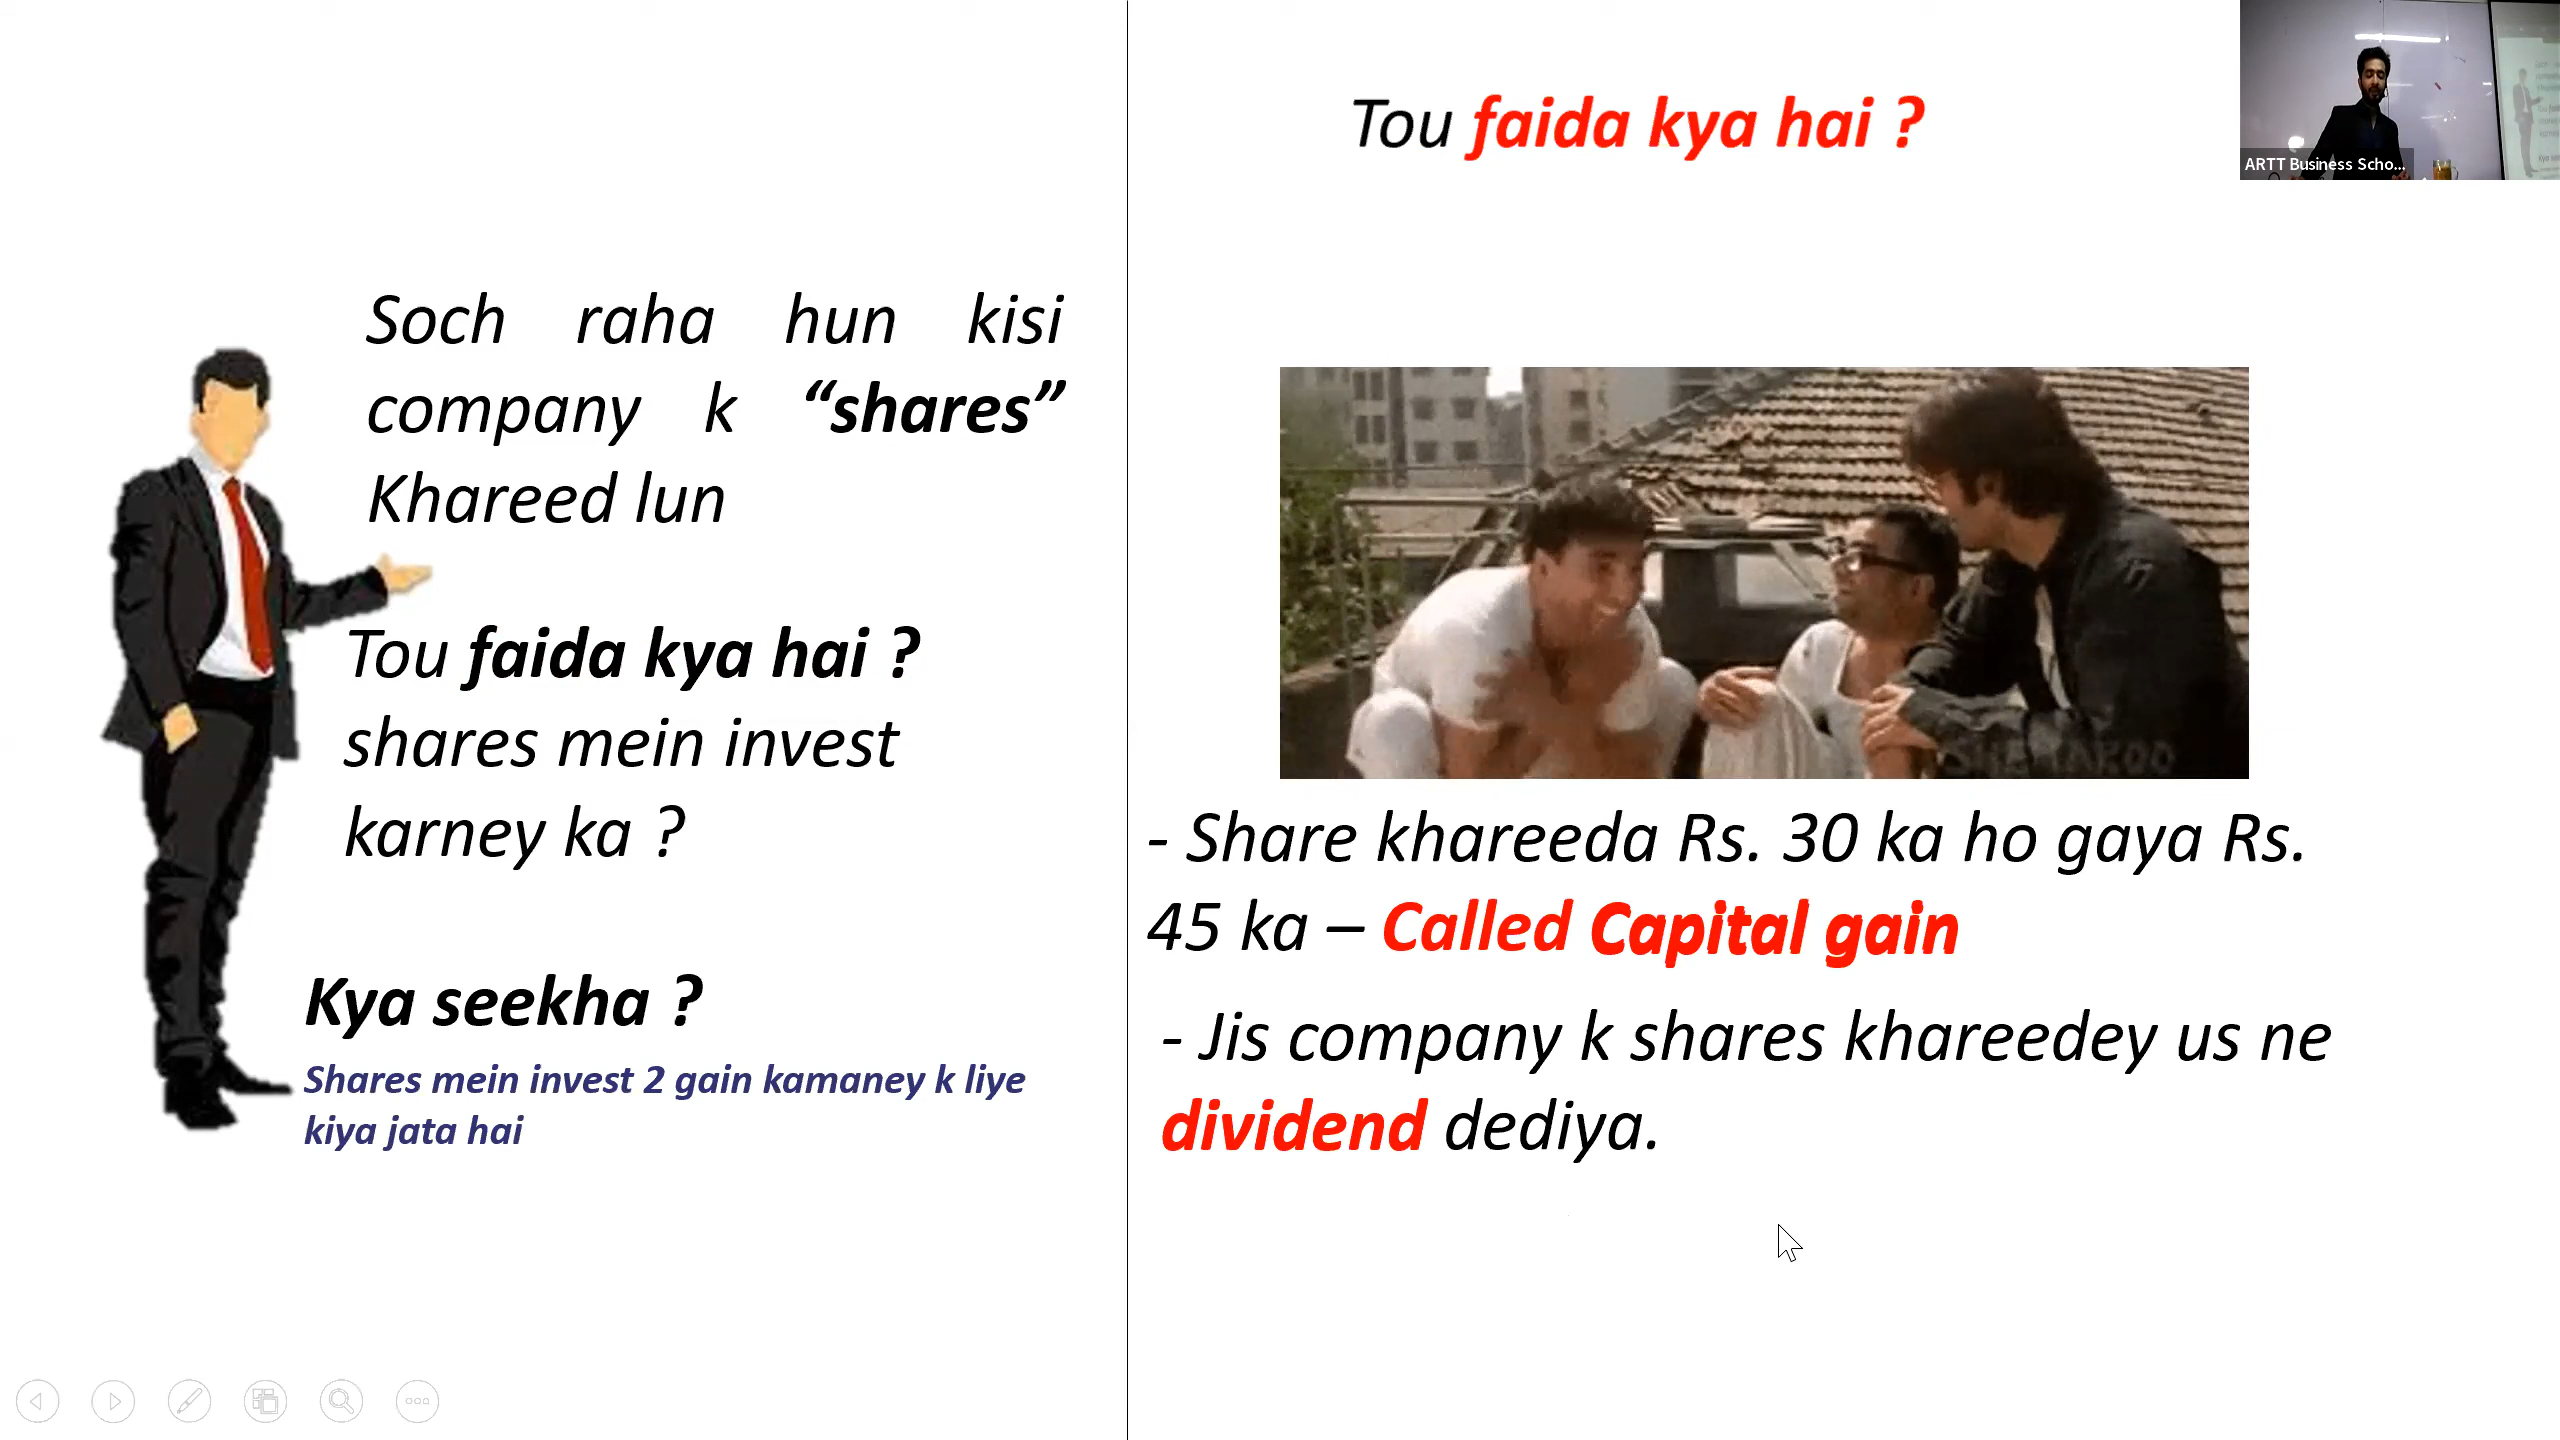 Soch raha hun kisi
company k “shares”
Khareed lun
Tou faida kya hai ?
shares mein invest
karney ka ?
Kya seekha ?
Shares mein invest 2 gain kamaney k liye
kiya jata hai
Tou faida kya hai ?
SHEMAROO
- Share khareeda Rs. 30 ka ho gaya Rs.
45 ka – Called Capital gain
- Jis company k shares khareedey us ne
dividend dediya.
ARTT Business Scho...